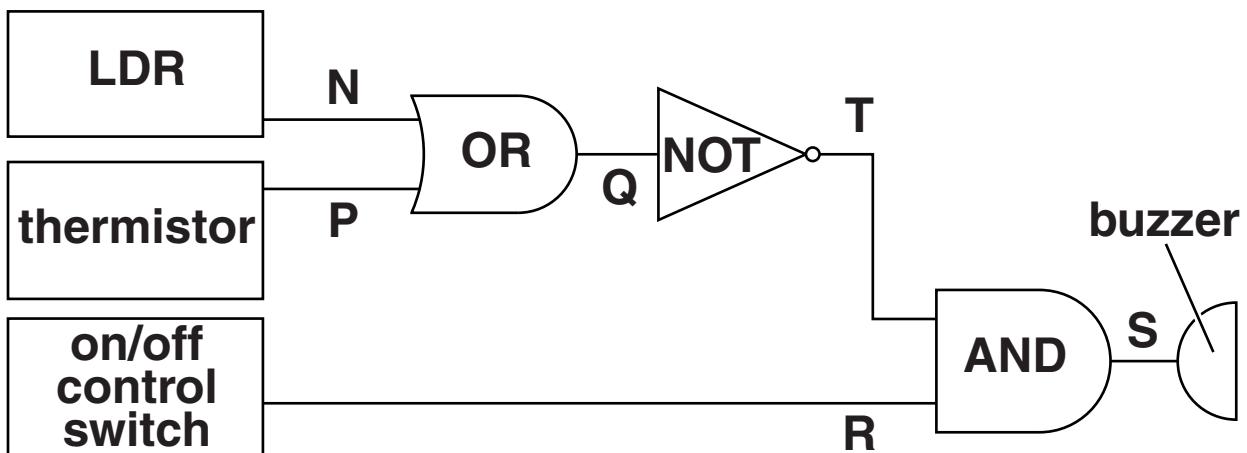 LDR
N
OR
NOT
T
thermistor
P
Q
buzzer
on/off
control
switch
AND
S
R